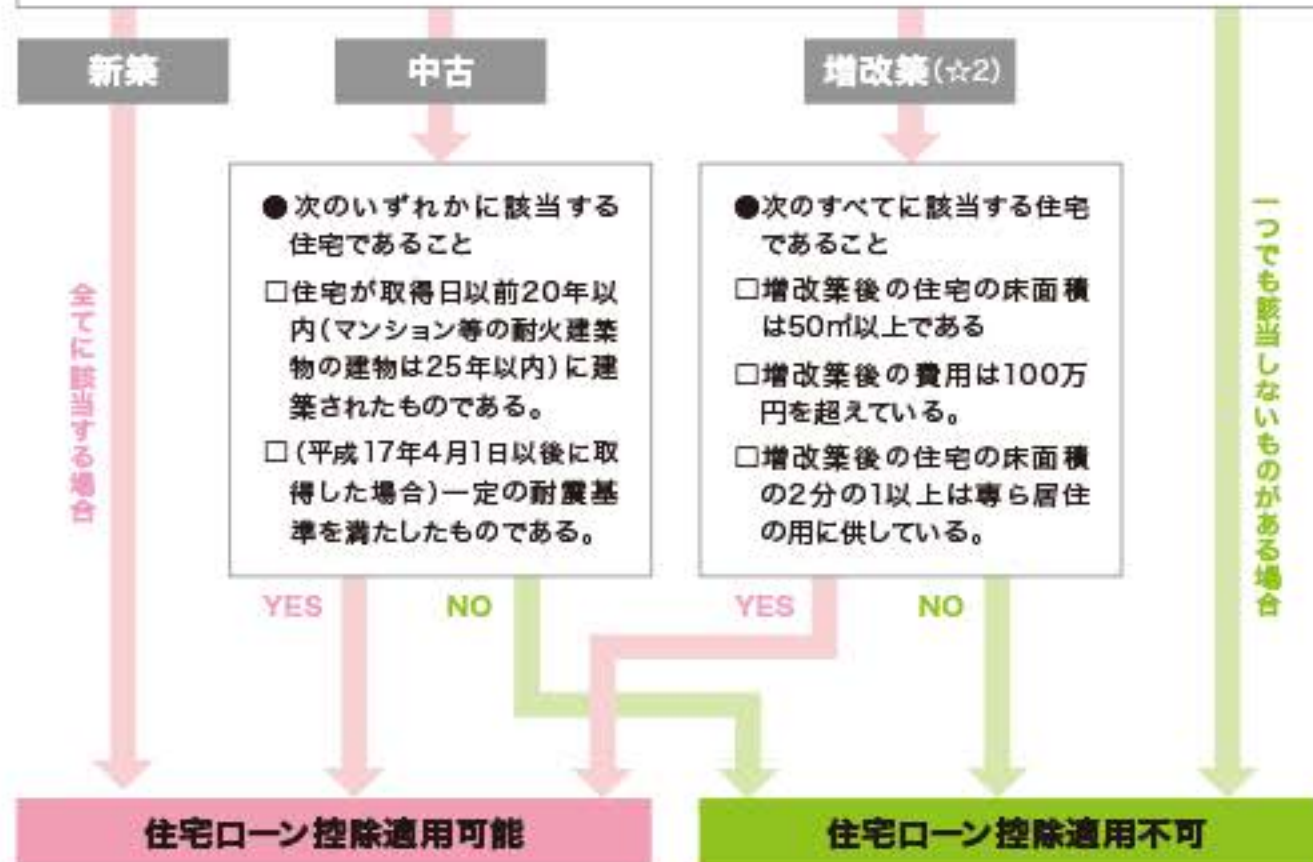 新築
中古
増改築(☆2)
●次のいずれかに該当する
住宅であること
□住宅が取得日以前20年以
内(マンション等の耐火建築
物の建物は25年以内)に建
築されたものである。
□(平成17年4月1日以後に取
得した場合)一定の耐震基
準を満たしたものである。
●次のすべてに該当する住宅
であること
□増改築後の住宅の床面積
は50㎡以上である
□増改築後の費用は100万
円を超えている。
□増改築後の住宅の床面積
の2分の1以上は専ら居住
の用に供している。
全てに該当する場合
一つでも該当しないものがある場合
YES
NO
YES
NO
住宅ローン控除適用可能
住宅ローン控除適用不可